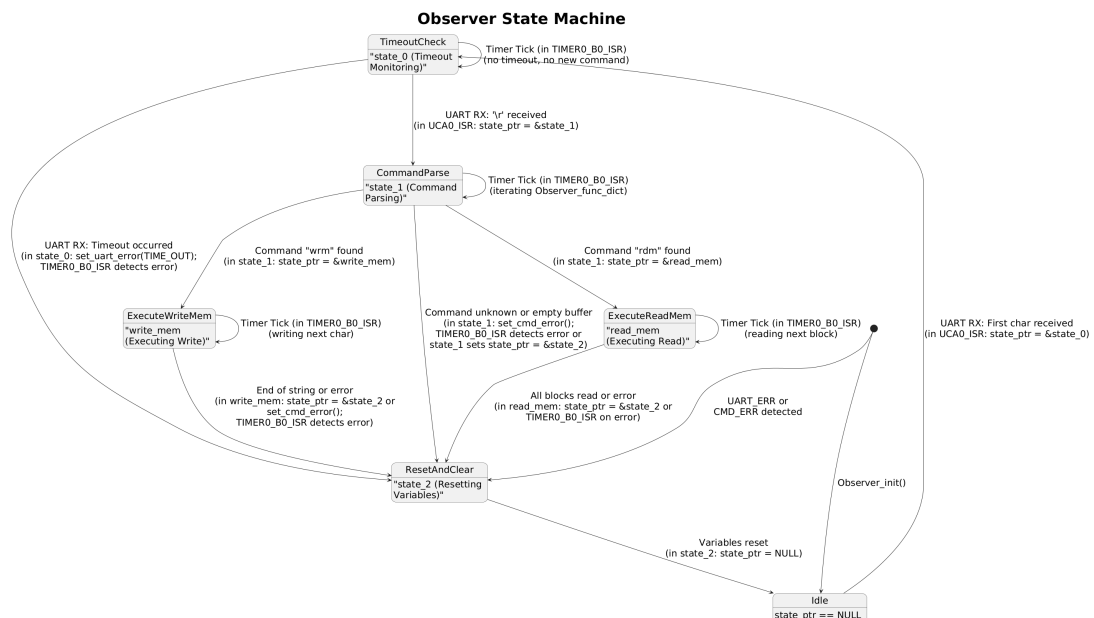 Observer State Machine
TimeoutCheck
"state_0 (Timeout
Monitoring)"
Timer Tick (in TIMER0_B0_ISR)
(no timeout, no new command)
UART RX: '\r' received
(in UCA0_ISR: state_ptr = &state_1)
CommandParse
"state_1 (Command
Parsing)"
Timer Tick (in TIMER0_B0_ISR)
(iterating Observer_func_dict)
UART RX: Timeout occurred
(in state_0: set_uart_error(TIME_OUT);
TIMER0_B0_ISR detects error)
Command "wrm" found
(in state_1: state_ptr = &write_mem)
Command "rdm" found
(in state_1: state_ptr = &read_mem)
ExecuteWriteMem
"write_mem
(Executing Write)"
Timer Tick (in TIMER0_B0_ISR)
(writing next char)
Command unknown or empty buffer
(in state_1: set_cmd_error();
TIMER0_B0_ISR detects error or
state_1 sets state_ptr = &state_2)
ExecuteReadMem
"read_mem
(Executing Read)"
Timer Tick (in TIMER0_B0_ISR)
(reading next block)
UART RX: First char received
(in UCA0_ISR: state_ptr = &state_0)
End of string or error
(in write_mem: state_ptr = &state_2 or
set_cmd_error();
TIMER0_B0_ISR detects error)
All blocks read or error
(in read_mem: state_ptr = &state_2 or
TIMER0_B0_ISR on error)
UART_ERR or
CMD_ERR detected
ResetAndClear
"state_2 (Resetting
Variables)"
Observer_init()
Variables reset
(in state_2: state_ptr = NULL)
Idle
state_ptr == NULL